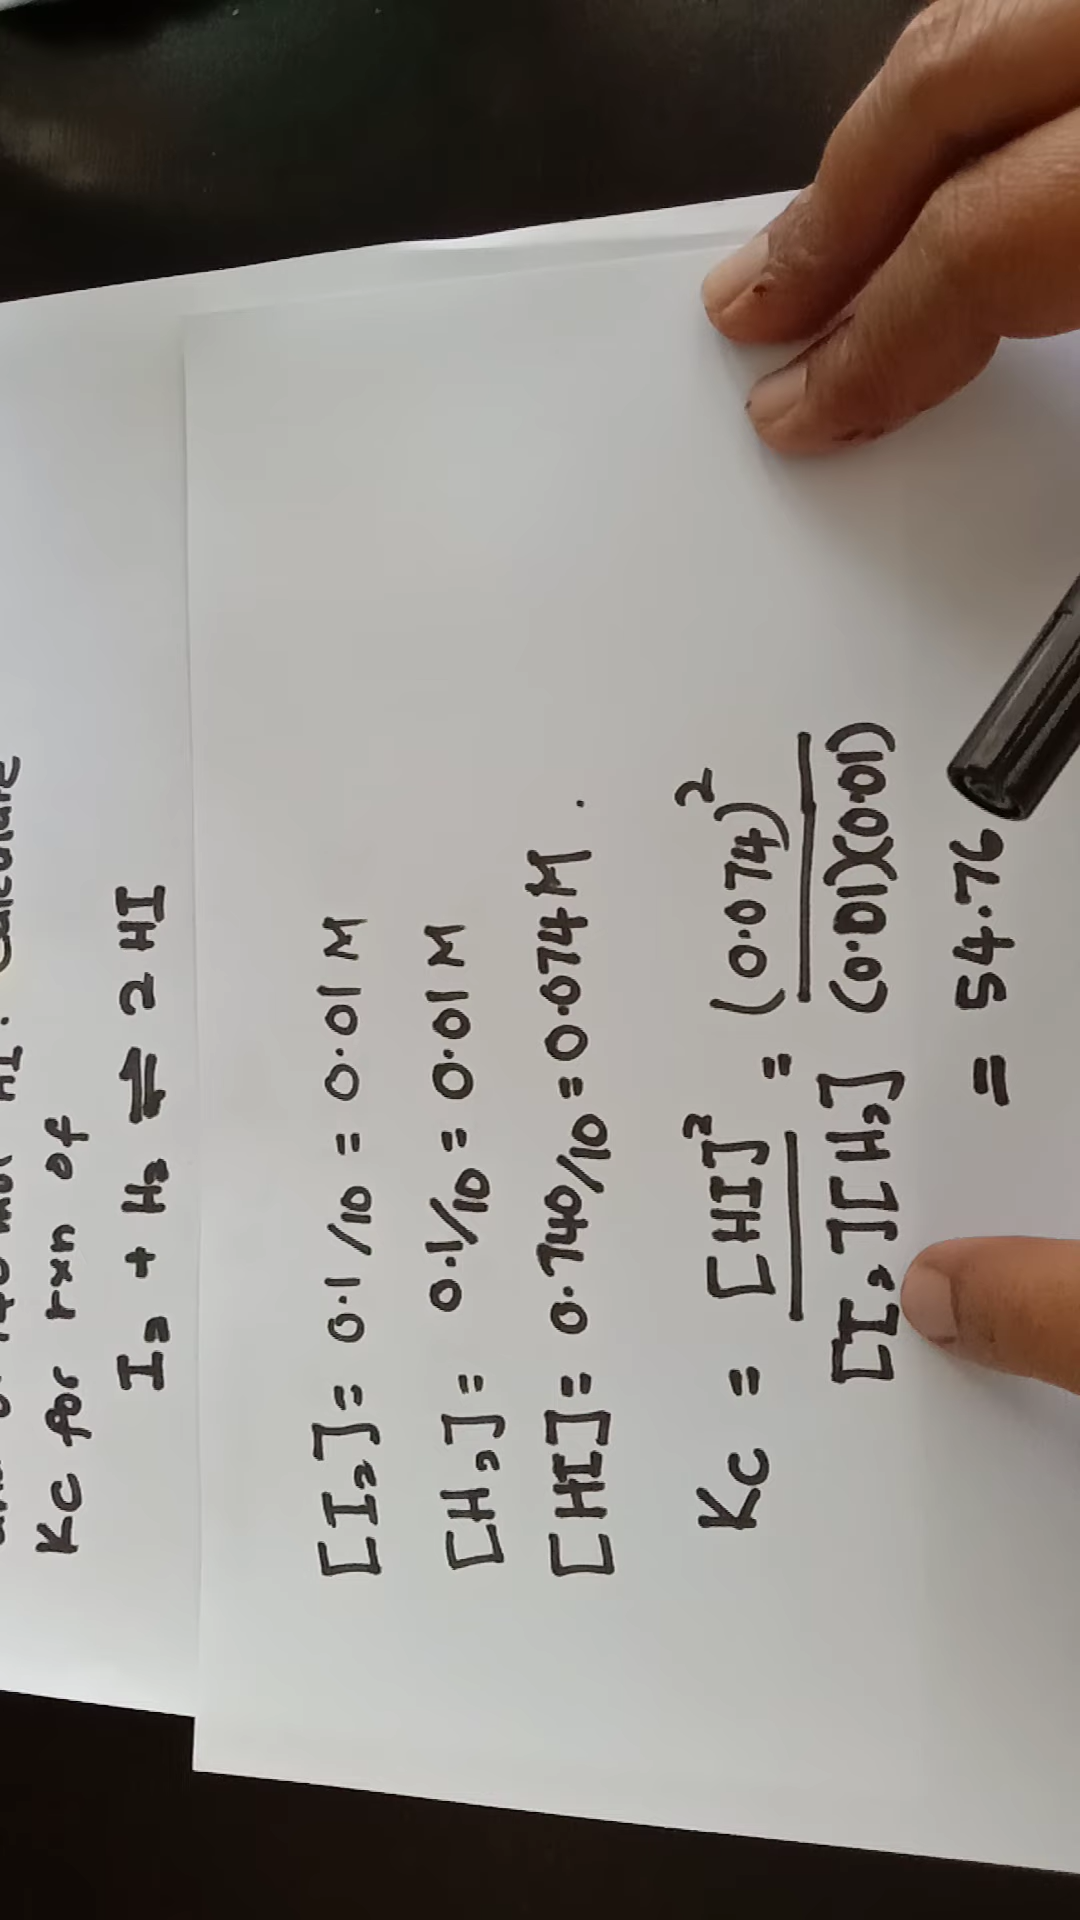 HI. Calculate
Kc for rxn of
I₂ + H₂ ⇌ 2 HI
[I₂] = 0.1/10 = 0.01 M
[H₂] = 0.1/10 = 0.01 M
[HI] = 0.740/10 = 0.074 M.
Kc = [HI]² / [I₂][H₂] = (0.074)² / (0.01)(0.01)
= 54.76